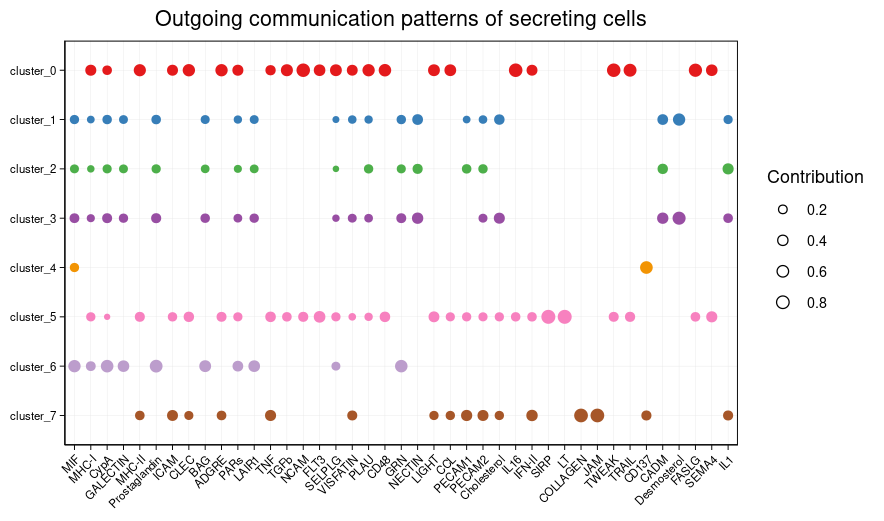 Outgoing communication patterns of secreting cells
cluster_0
cluster_1
cluster_2
cluster_3
cluster_4
cluster_5
cluster_6
cluster_7
MIF
MHC-I
CypA
GALECTIN
MHC-II
Prostaglandin
ICAM
CLEC
BAG
ADGRE
PARs
LAIR1
TNF
TGFb
NCAM
FLT3
SELPLG
VISFATIN
PLAU
CD48
GRN
NECTIN
LIGHT
CCL
PECAM1
PECAM2
Cholesterol
IL16
IFN-II
SIRP
LT
COLLAGEN
JAM
TWEAK
TRAIL
CD137
CADM
Desmosterol
FASLG
SEMA4
IL1
Contribution
0.2
0.4
0.6
0.8